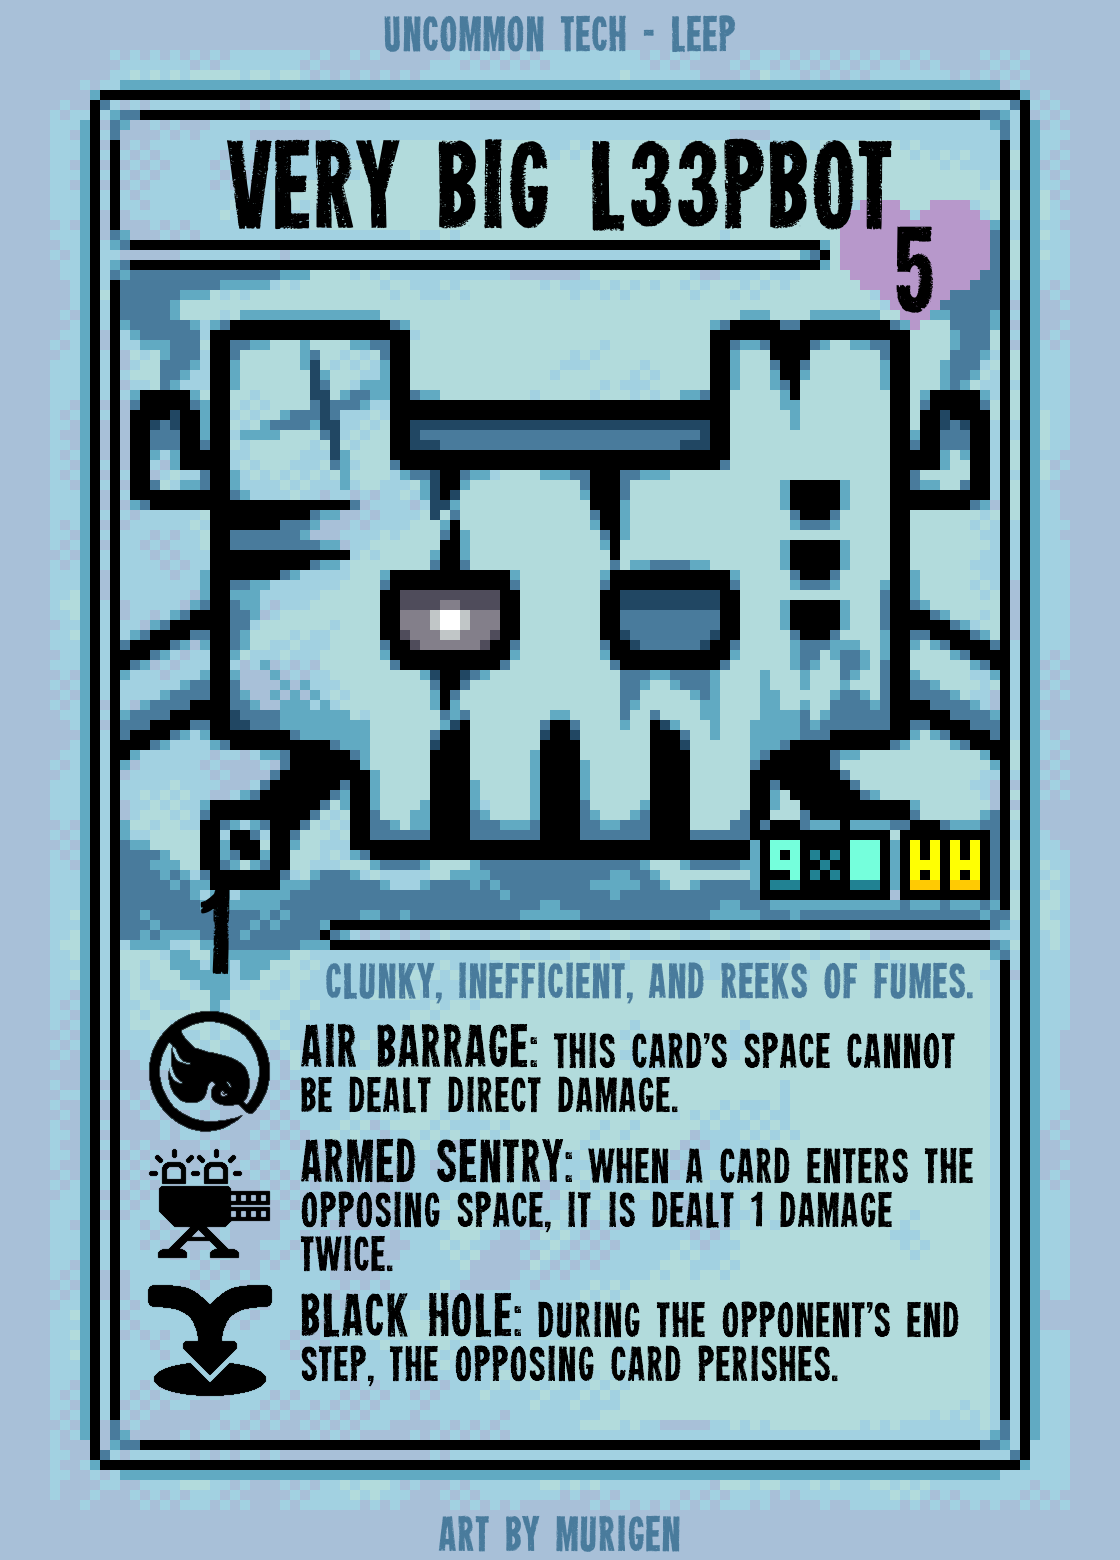 UNCOMMON TECH - LEEP
VERY BIG L33PBOT
5
9x
1
CLUNKY, INEFFICIENT, AND REEKS OF FUMES.
AIR BARRAGE: THIS CARD'S SPACE CANNOT
BE DEALT DIRECT DAMAGE.
ARMED SENTRY: WHEN A CARD ENTERS THE
OPPOSING SPACE, IT IS DEALT 1 DAMAGE
TWICE.
BLACK HOLE: DURING THE OPPONENT'S END
STEP, THE OPPOSING CARD PERISHES.
ART BY MURIGEN